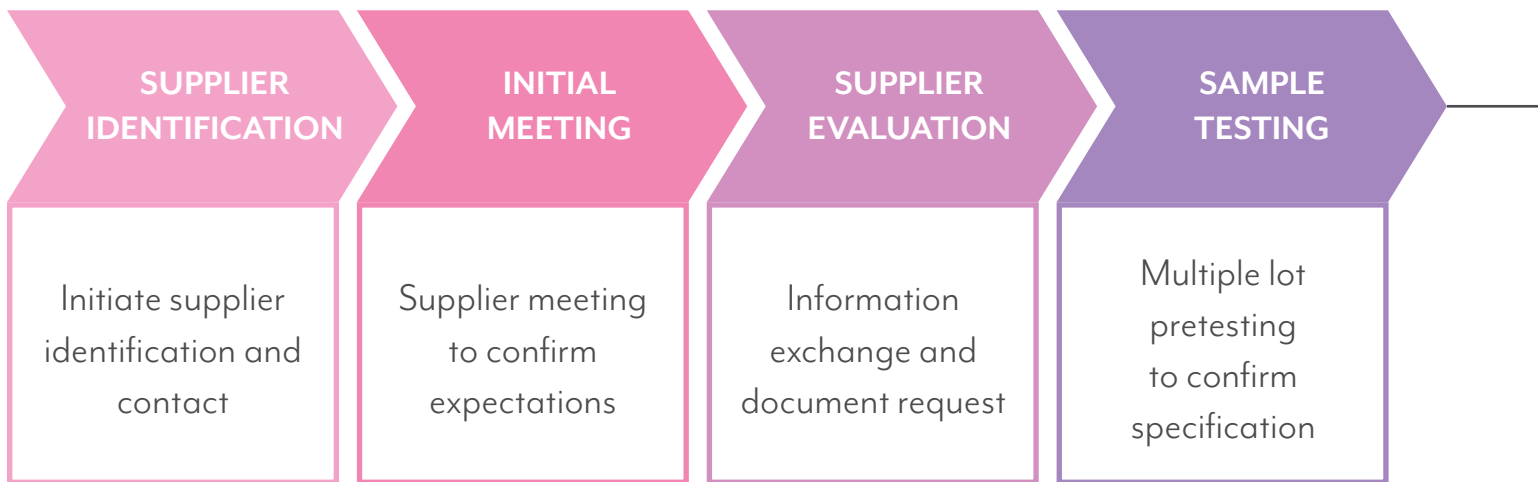 SUPPLIER
IDENTIFICATION
Initiate supplier
identification and
contact
INITIAL
MEETING
Supplier meeting
to confirm
expectations
SUPPLIER
EVALUATION
Information
exchange and
document request
SAMPLE
TESTING
Multiple lot
pretesting
to confirm
specification